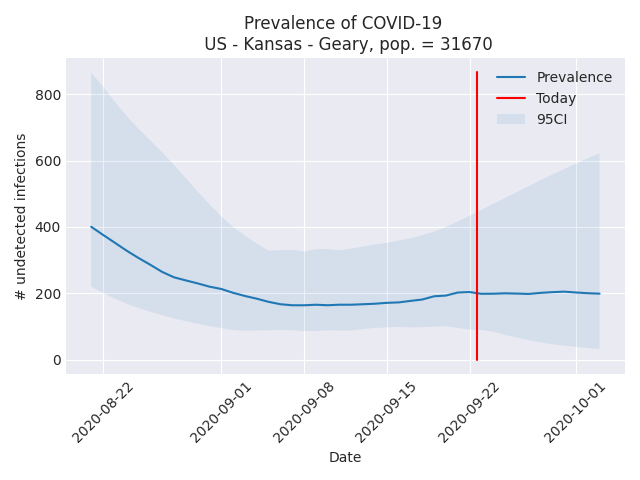 Prevalence of COVID-19
US - Kansas - Geary, pop. = 31670
Prevalence
Today
95CI
# undetected infections
800
600
400
200
0
2020-08-22
2020-09-01
2020-09-08
2020-09-15
2020-09-22
2020-10-01
Date